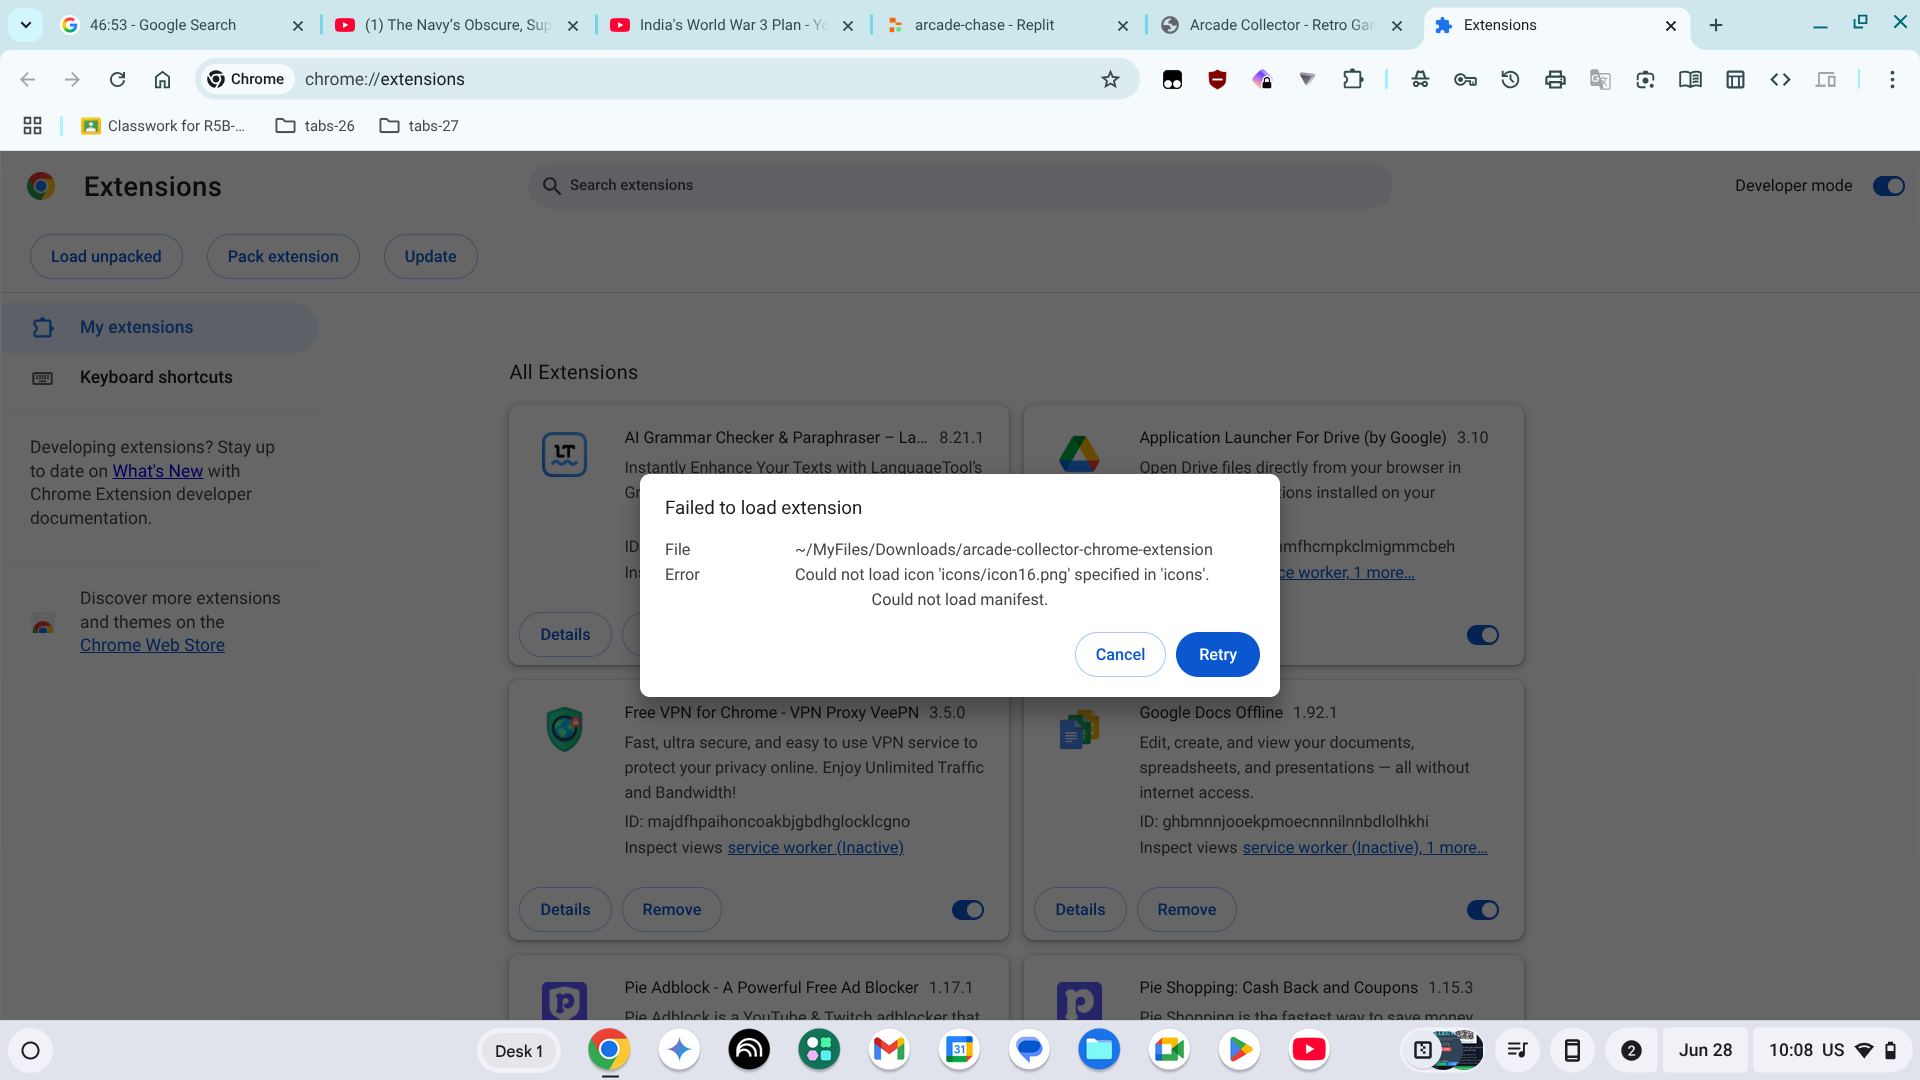 46:53 - Google Search
(1) The Navy's Obscure, Sup
India's World War 3 Plan - Yo
arcade-chase - Replit
Arcade Collector - Retro Gar
Extensions
Chrome
chrome://extensions
Classwork for R5B-...
tabs-26
tabs-27
Extensions
Search extensions
Developer mode
Load unpacked
Pack extension
Update
My extensions
Keyboard shortcuts
Developing extensions? Stay up
to date on What's New with
Chrome Extension developer
documentation.
Discover more extensions
and themes on the
Chrome Web Store
All Extensions
LT
AI Grammar Checker & Paraphraser – La... 8.21.1
Instantly Enhance Your Texts with LanguageTool's
Gr
ID
Ins
Details
Application Launcher For Drive (by Google) 3.10
Open Drive files directly from your browser in
ions installed on your
mfhcmpkclmigmmcbeh
ce worker, 1 more...
Failed to load extension
File ~/MyFiles/Downloads/arcade-collector-chrome-extension
Error Could not load icon 'icons/icon16.png' specified in 'icons'.
Could not load manifest.
Cancel
Retry
Free VPN for Chrome - VPN Proxy VeePN 3.5.0
Fast, ultra secure, and easy to use VPN service to
protect your privacy online. Enjoy Unlimited Traffic
and Bandwidth!
ID: majdfhpaihoncoakbjgbdhglocklcgno
Inspect views service worker (Inactive)
Details
Remove
Google Docs Offline 1.92.1
Edit, create, and view your documents,
spreadsheets, and presentations — all without
internet access.
ID: ghbmnnjooekpmoecnnnilnnbdlolhkhi
Inspect views service worker (Inactive), 1 more...
Details
Remove
Pie Adblock - A Powerful Free Ad Blocker 1.17.1
Pie Adblock is a YouTube & Twitch adblocker that
Pie Shopping: Cash Back and Coupons 1.15.3
Pie Shopping is the fastest way to save money
Desk 1
31
2
Jun 28
10:08 US